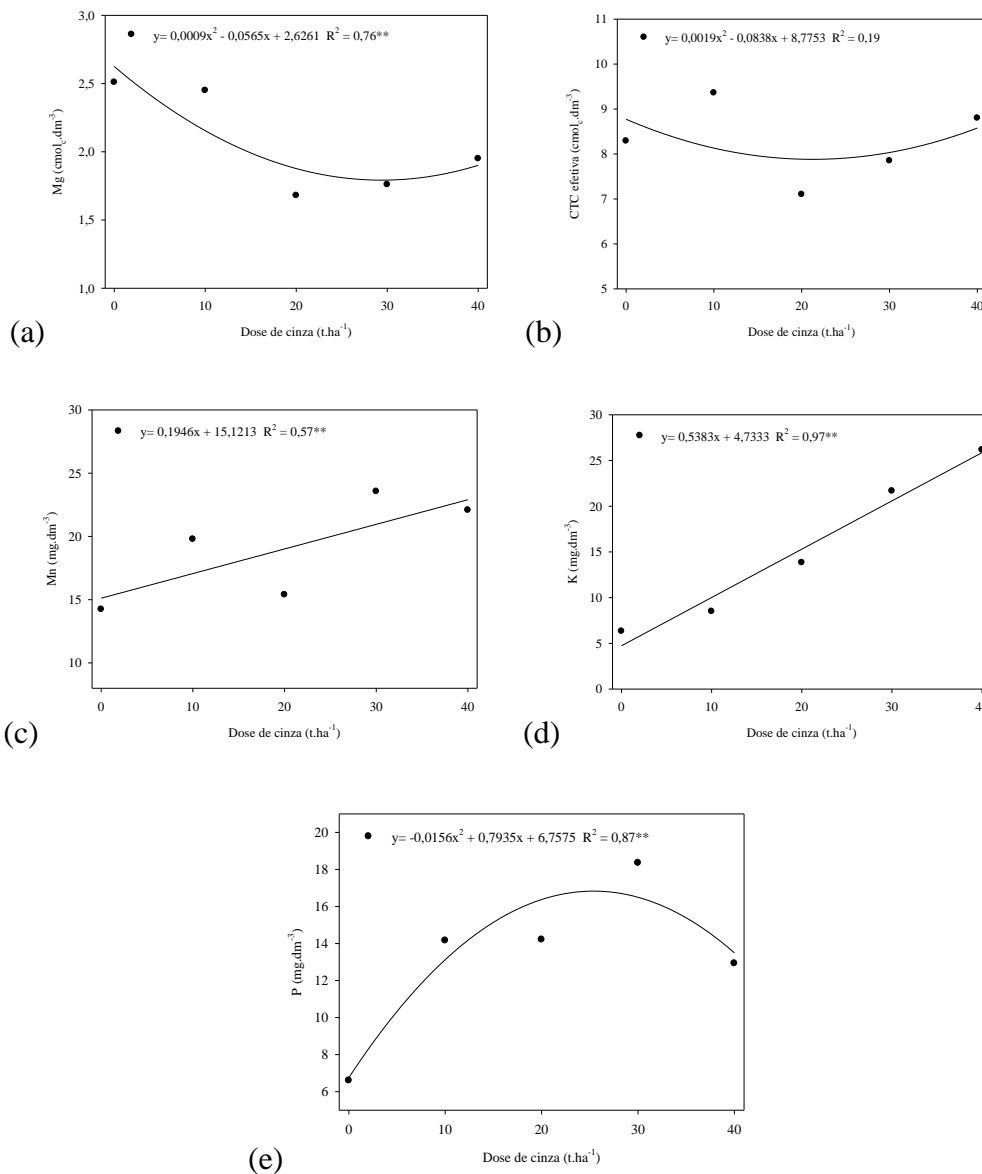 3,0
y= 0,0009x² - 0,0565x + 2,6261 R² = 0,76**
2,5
2,0
1,5
1,0
Mg (cmolc.dm⁻³)
0 10 20 30 40
Dose de cinza (t.ha⁻¹)
(a)
11
y= 0,0019x² - 0,0838x + 8,7753 R² = 0,19
10
9
8
7
6
5
CTC efetiva (cmolc.dm⁻³)
0 10 20 30 40
Dose de cinza (t.ha⁻¹)
(b)
30
y= 0,1946x + 15,1213 R² = 0,57**
25
20
15
10
Mn (mg.dm⁻³)
0 10 20 30 40
Dose de cinza (t.ha⁻¹)
(c)
30
y= 0,5383x + 4,7333 R² = 0,97**
25
20
15
10
5
0
K (mg.dm⁻³)
0 10 20 30
Dose de cinza (t.ha⁻¹)
(d)
20
y= -0,0156x² + 0,7935x + 6,7575 R² = 0,87**
18
16
14
12
10
8
6
P (mg.dm⁻³)
0 10 20 30 40
Dose de cinza (t.ha⁻¹)
(e)